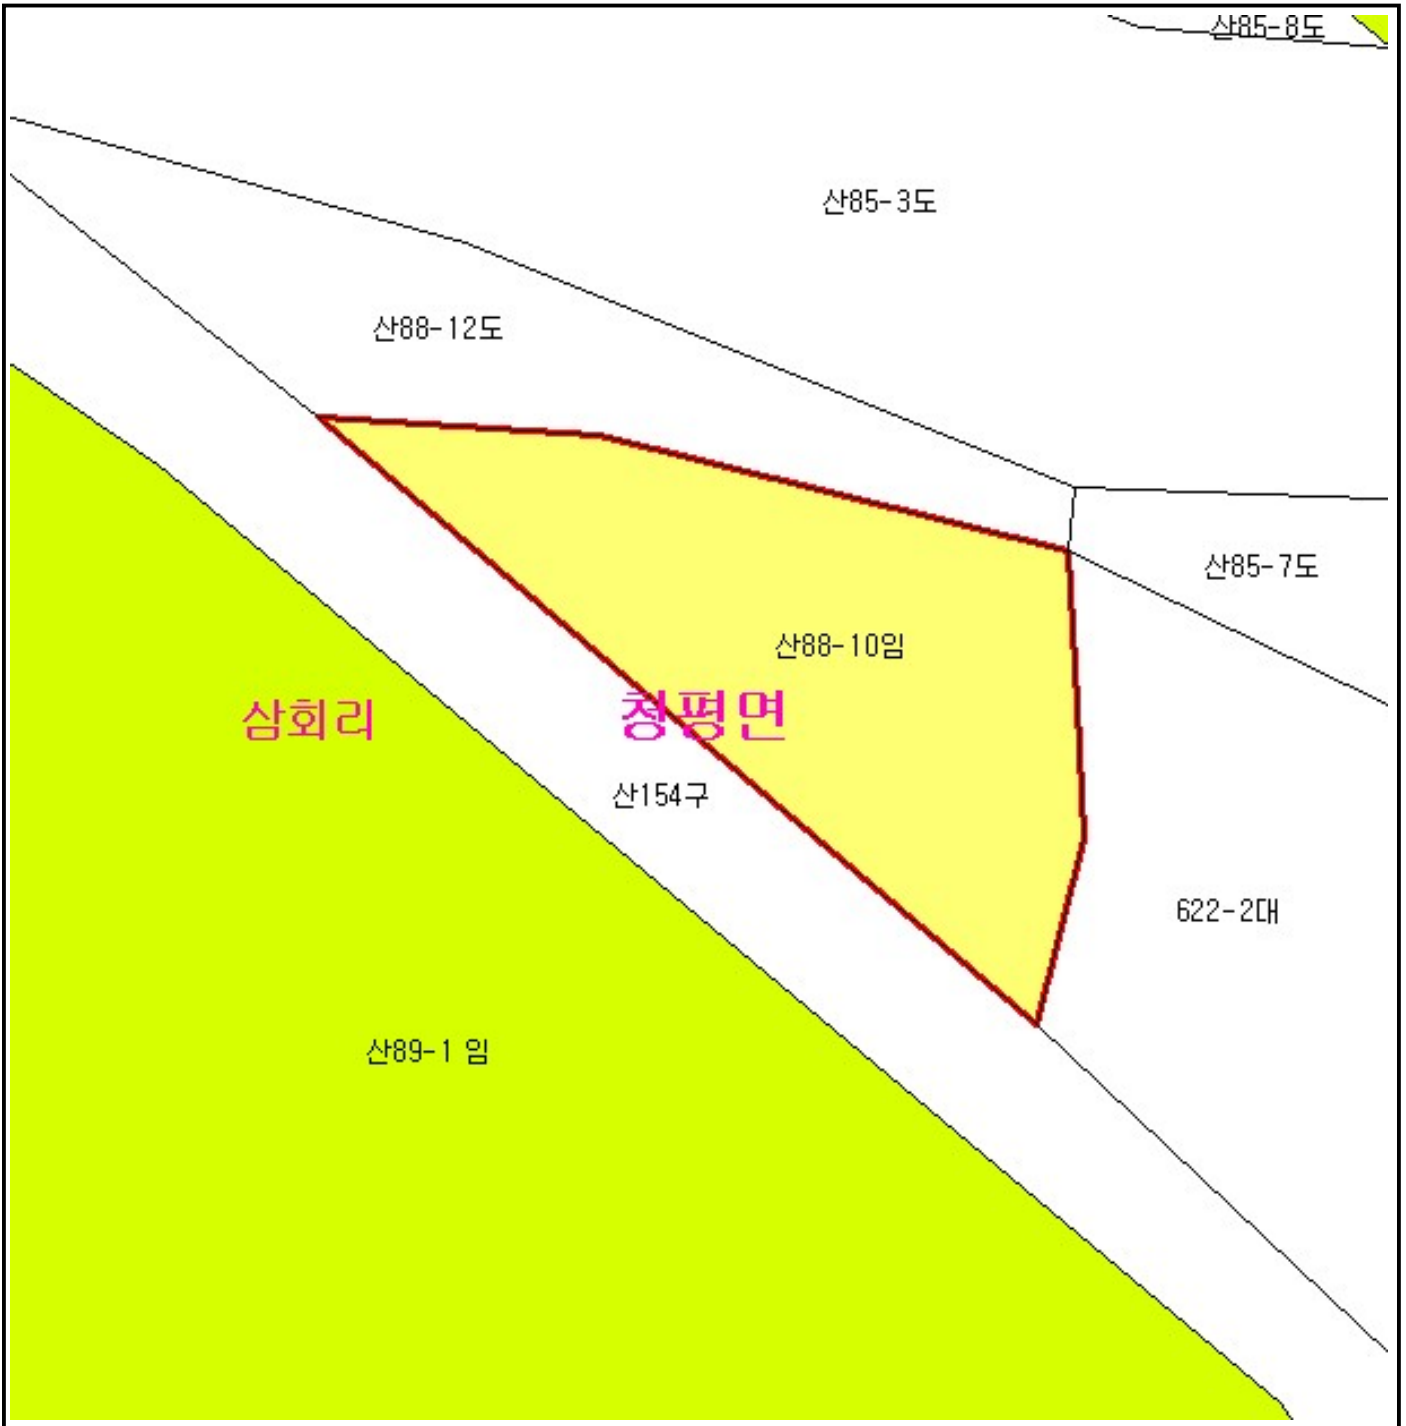 산85-8도
산85-3도
산88-12도
산85-7도
산88-10임
삼회리
청평면
산154구
622-2대
산89-1 임